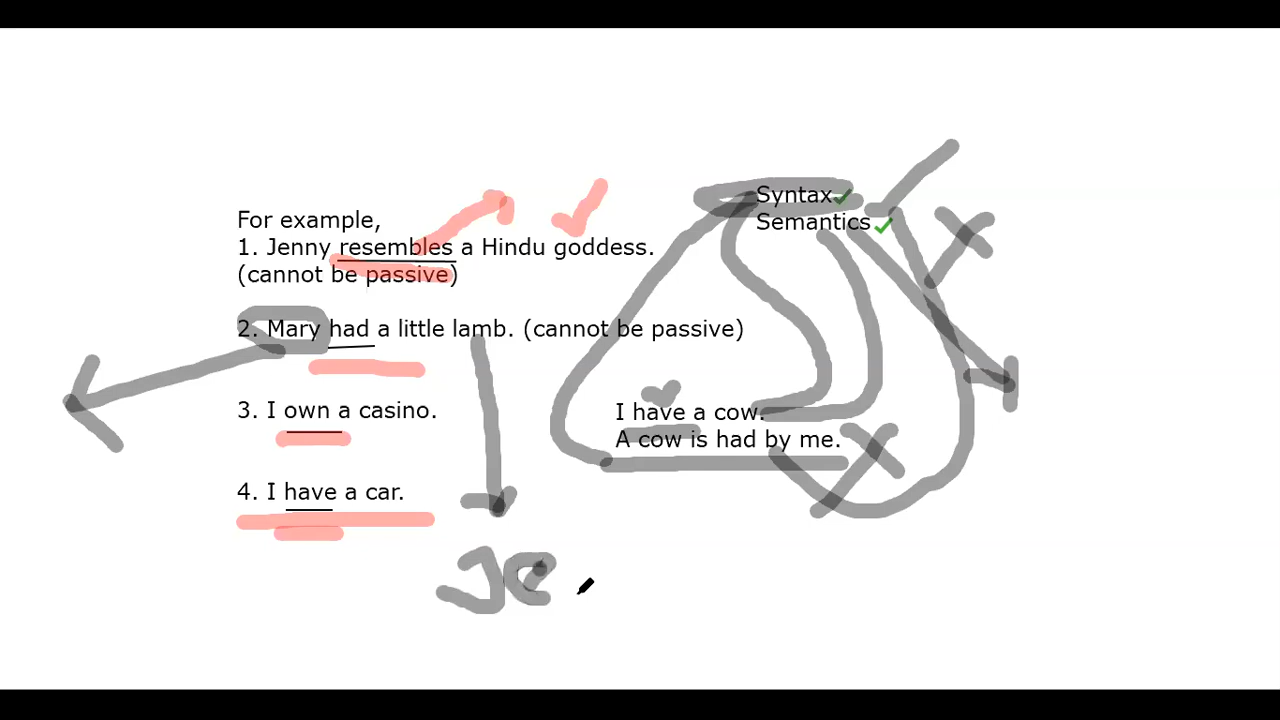 For example,
1. Jenny resembles a Hindu goddess.
(cannot be passive)
2. Mary had a little lamb. (cannot be passive)
3. I own a casino.
4. I have a car.
Syntax
Semantics
I have a cow.
A cow is had by me.
Je